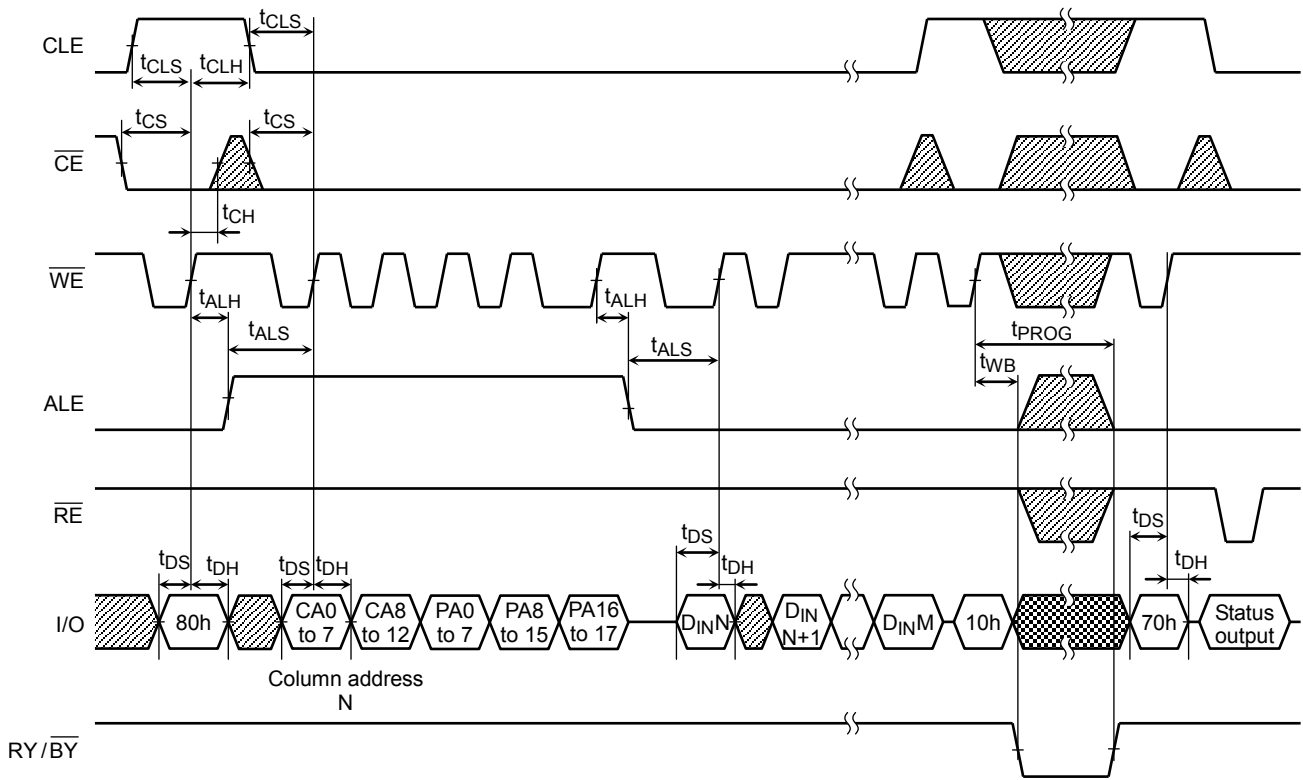 CLE
tCLS
tCLS
tCLH
CE
tCS
tCS
tCH
WE
tALH
tALS
tALH
tALS
tPROG
tWB
ALE
RE
tDS
tDH
tDS
tDH
tDS
tDH
tDS
tDH
I/O
80h
CA0 to 7
CA8 to 12
PA0 to 7
PA8 to 15
PA16 to 17
DINN
DIN N+1
DINM
10h
70h
Status output
Column address
N
RY/BY